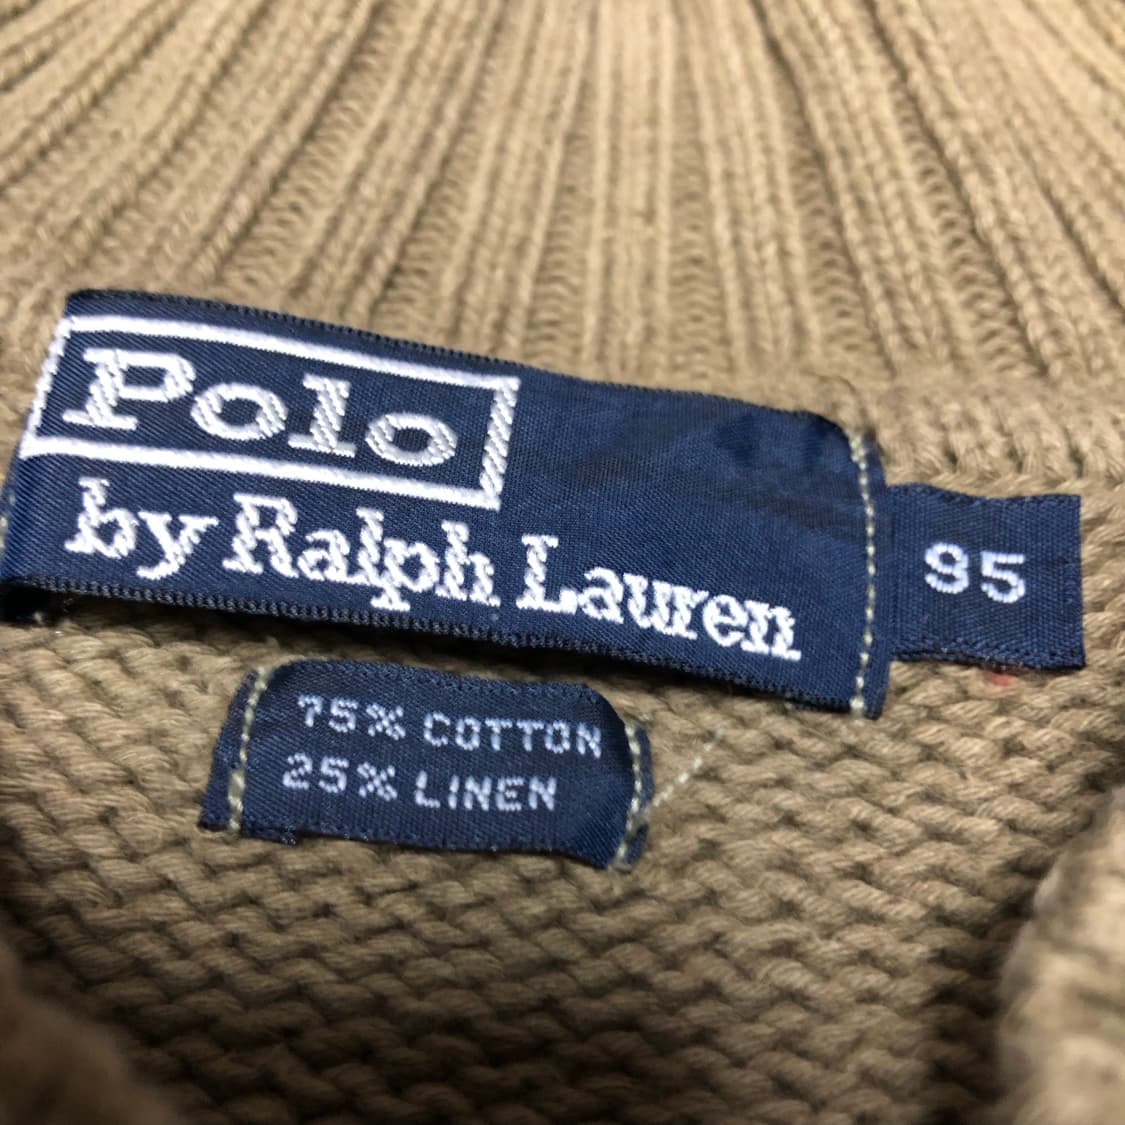 Polo
by Ralph Lauren
95
75% COTTON
25% LINEN